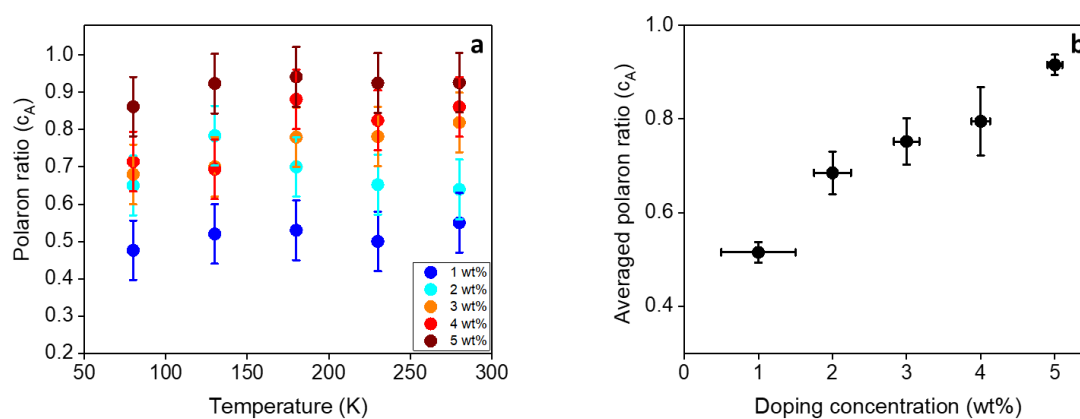 a
1.0
0.9
0.8
0.7
0.6
0.5
0.4
0.3
0.2
Polaron ratio (cA)
50 100 150 200 250 300
Temperature (K)
1 wt%
2 wt%
3 wt%
4 wt%
5 wt%
b
1.0
0.8
0.6
0.4
Averaged polaron ratio (cA)
0 1 2 3 4 5
Doping concentration (wt%)